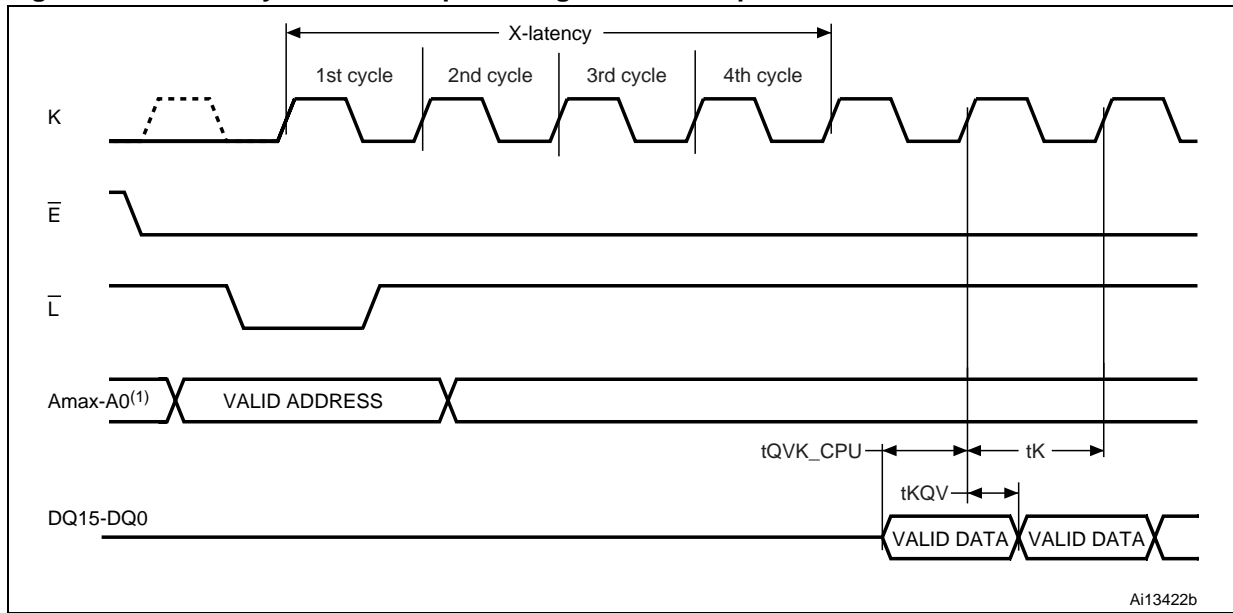 X-latency
1st cycle 2nd cycle 3rd cycle 4th cycle
K
E
L
Amax-A0(1) VALID ADDRESS
tQVK_CPU tK
tKQV
DQ15-DQ0
VALID DATA VALID DATA
Ai13422b